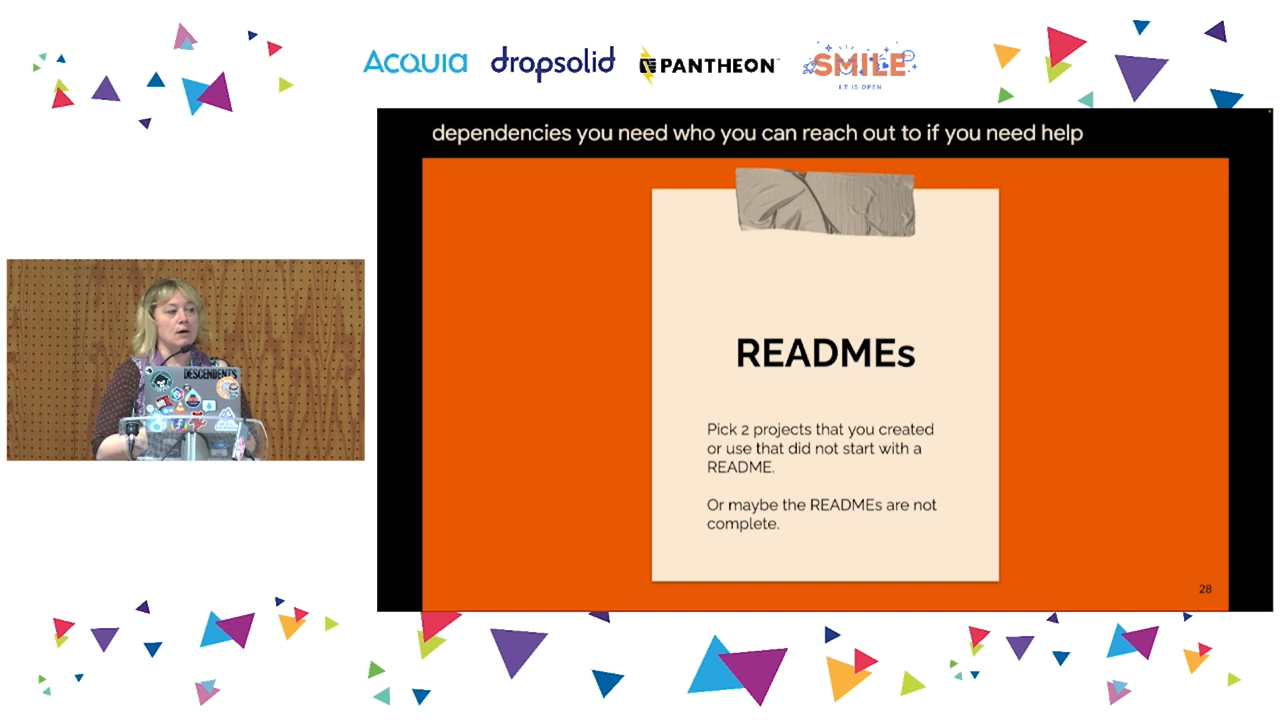 Acquia
dropsolid
PANTHEON
SMILE
I.T IS OPEN
dependencies you need who you can reach out to if you need help
READMEs
Pick 2 projects that you created
or use that did not start with a
README.
Or maybe the READMEs are not
complete.
28
DESCENDENTS